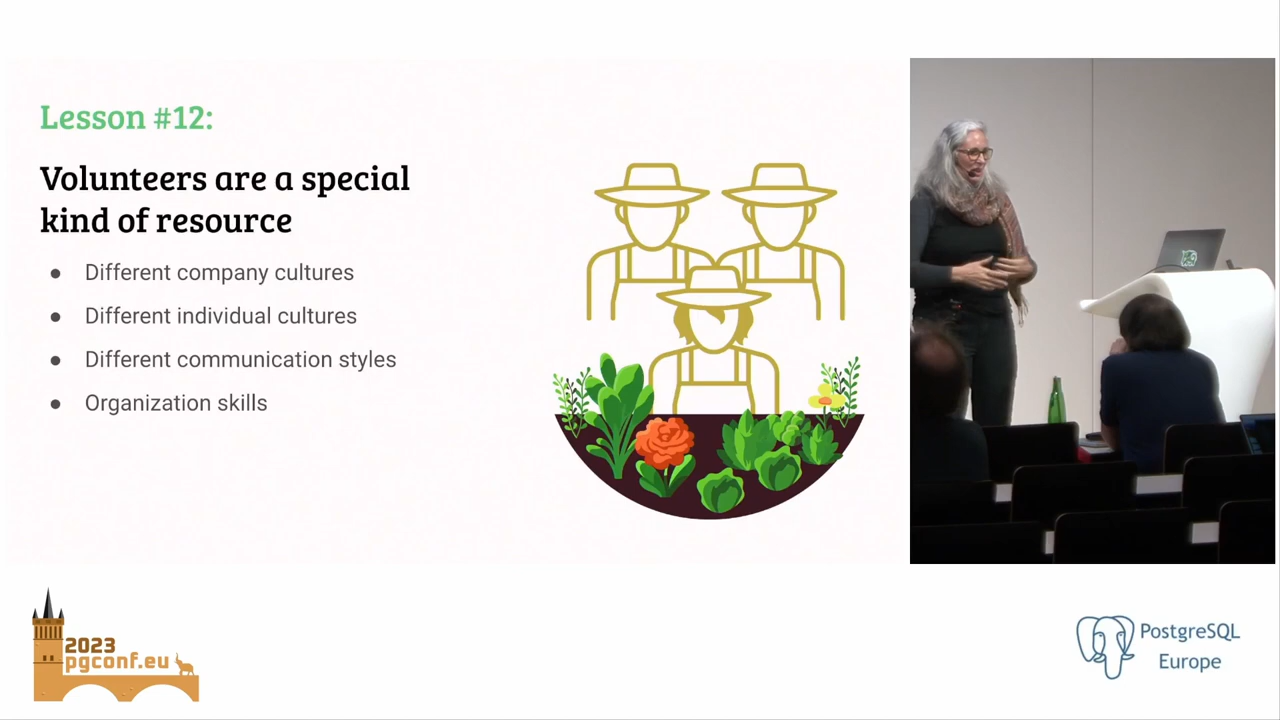 Lesson #12:
Volunteers are a special
kind of resource
● Different company cultures
● Different individual cultures
● Different communication styles
● Organization skills
2023
pgconf.eu
PostgreSQL
Europe